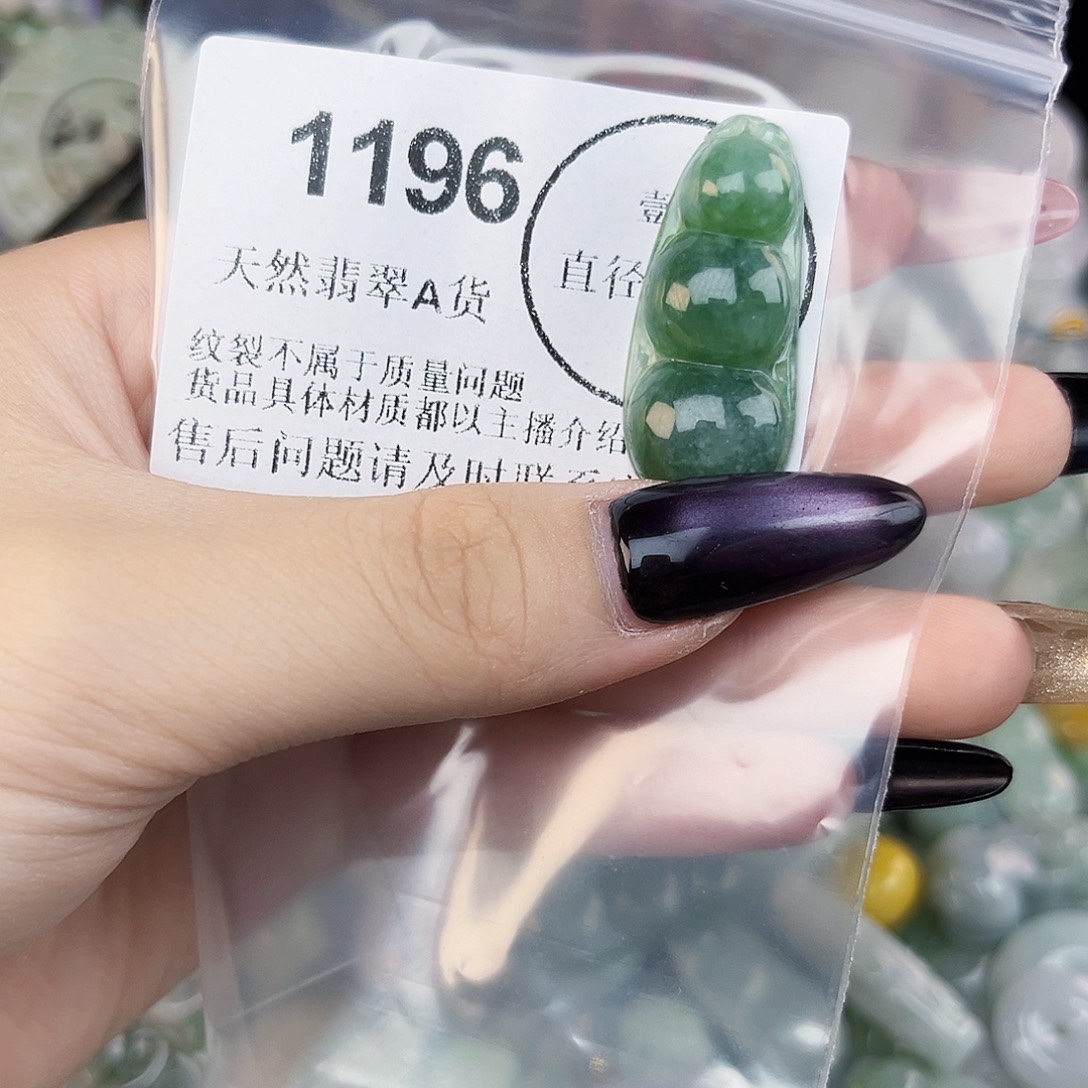 1196
天然翡翠A货
直径
纹裂不属于质量问题
货品具体材质都以主播介绍
售后问题请及时联系